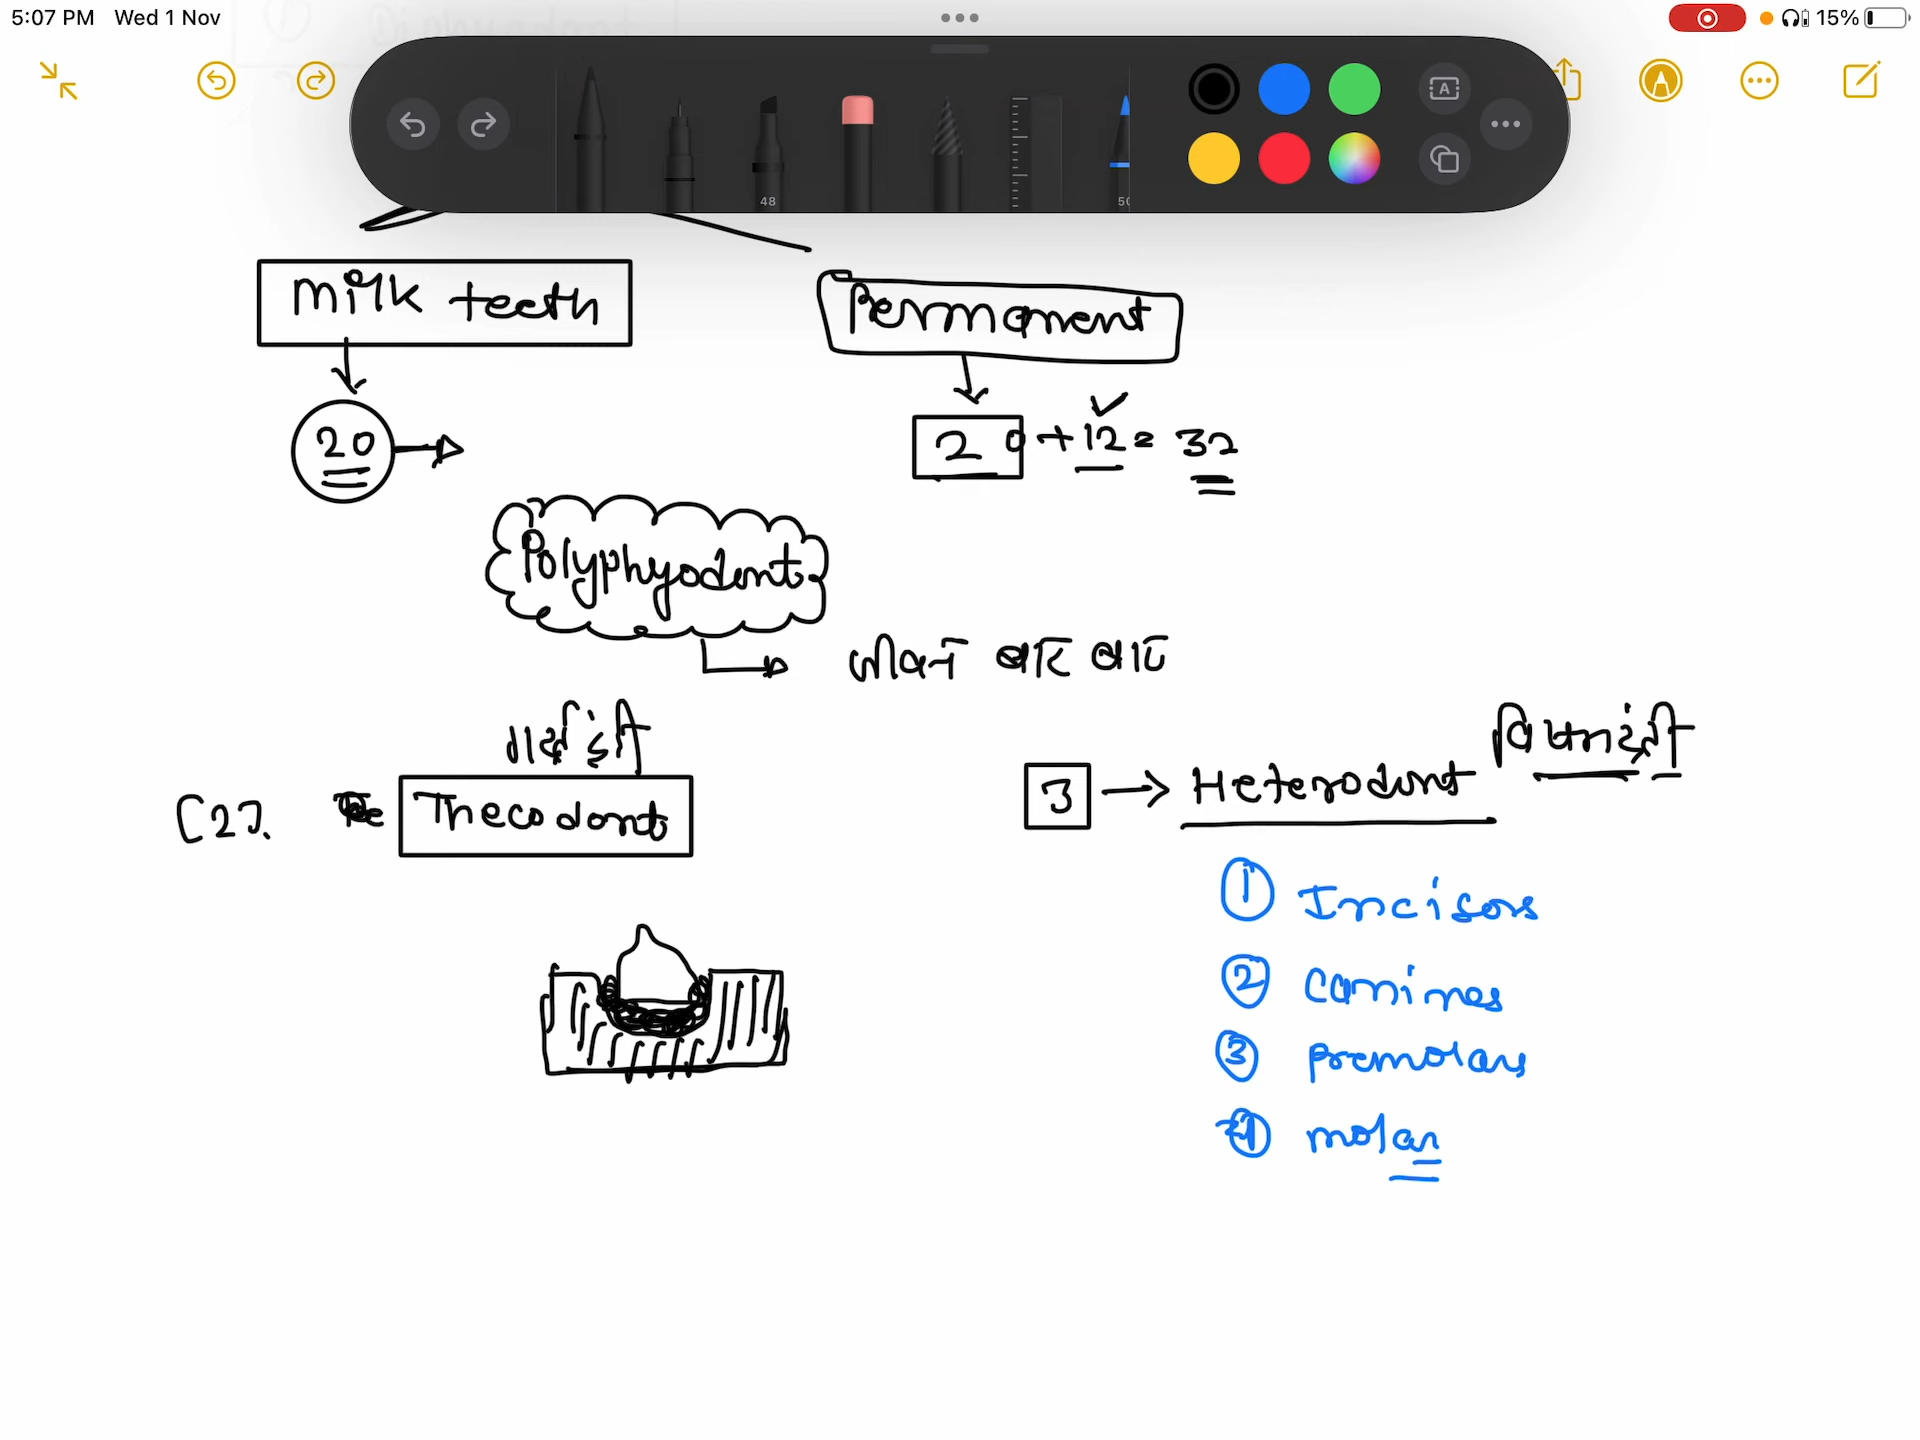 5:07 PM Wed 1 Nov
15%
A
48
milk teeth
Permanent
20
20 + 12 = 32
Polyphyodont
बार बार
[2].
Thecodont
3 → Heterodont
1 Incisors
2 canines
3 premolars
4 molar